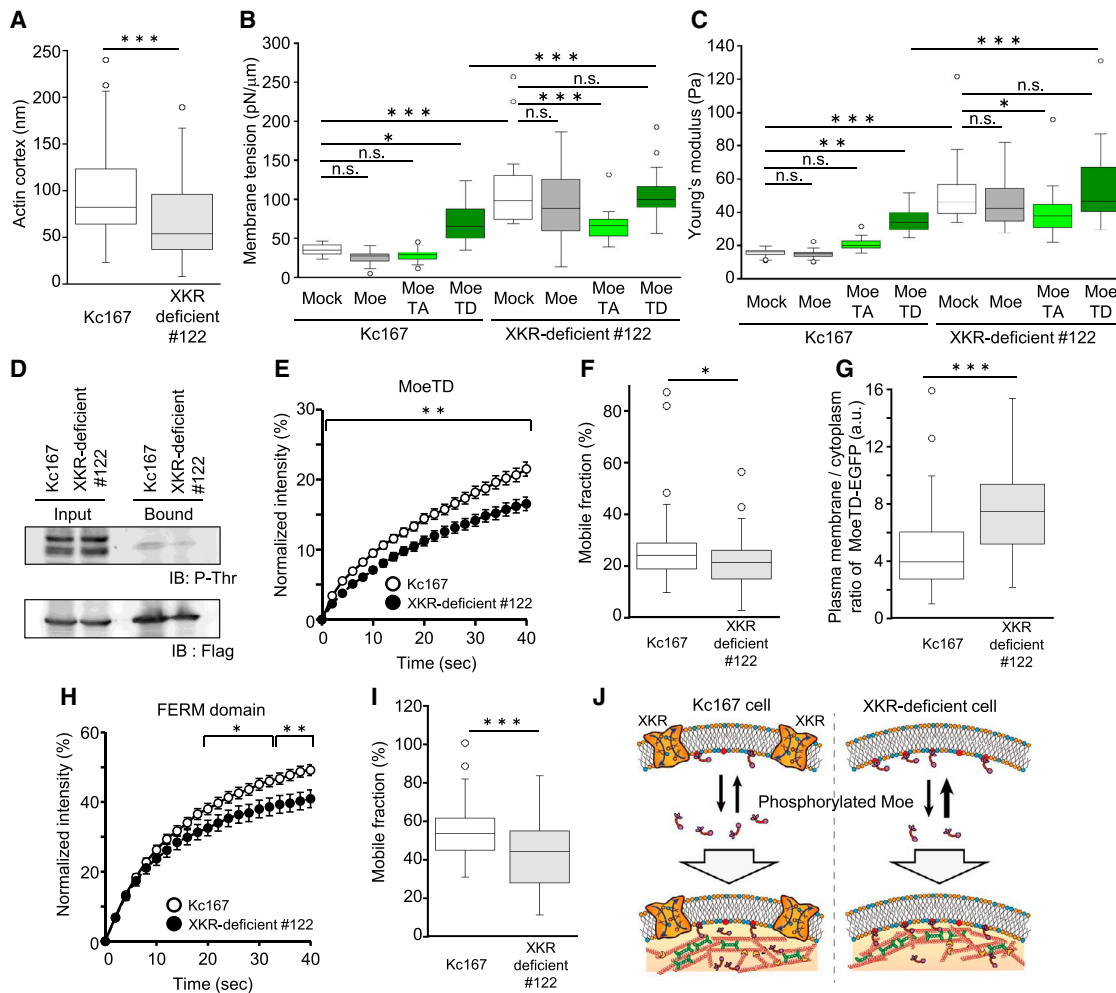 A
* * *
250
200
150
100
50
0
Actin cortex (nm)
Kc167
XKR
deficient
#122
B
300
250
200
150
100
50
0
Membrane tension (pN/μm)
* * *
n.s.
* * *
* * *
n.s.
*
n.s.
n.s.
Mock
Moe
Moe
TA
Moe
TD
Mock
Moe
Moe
TA
Moe
TD
Kc167
XKR-deficient #122
C
160
140
120
100
80
60
40
20
0
Young's modulus (Pa)
* * *
n.s.
* * *
*
n.s.
* *
n.s.
n.s.
Mock
Moe
Moe
TA
Moe
TD
Mock
Moe
Moe
TA
Moe
TD
Kc167
XKR-deficient #122
D
Kc167
XKR-deficient
#122
Kc167
XKR-deficient
#122
Input
Bound
IB: P-Thr
IB : Flag
E
MoeTD
* *
30
20
10
0
Normalized intensity (%)
Kc167
XKR-deficient #122
0
10
20
30
40
Time (sec)
F
*
80
60
40
20
0
Mobile fraction (%)
Kc167
XKR
deficient
#122
G
* * *
16
12
8
4
0
Plasma membrane / cytoplasm
ratio of MoeTD-EGFP (a.u.)
Kc167
XKR
deficient
#122
H
FERM domain
*
* *
60
40
20
0
Normalized intensity (%)
Kc167
XKR-deficient #122
0
10
20
30
40
Time (sec)
I
* * *
120
100
80
60
40
20
0
Mobile fraction (%)
Kc167
XKR
deficient
#122
J
Kc167 cell
XKR-deficient cell
XKR
XKR
Phosphorylated Moe